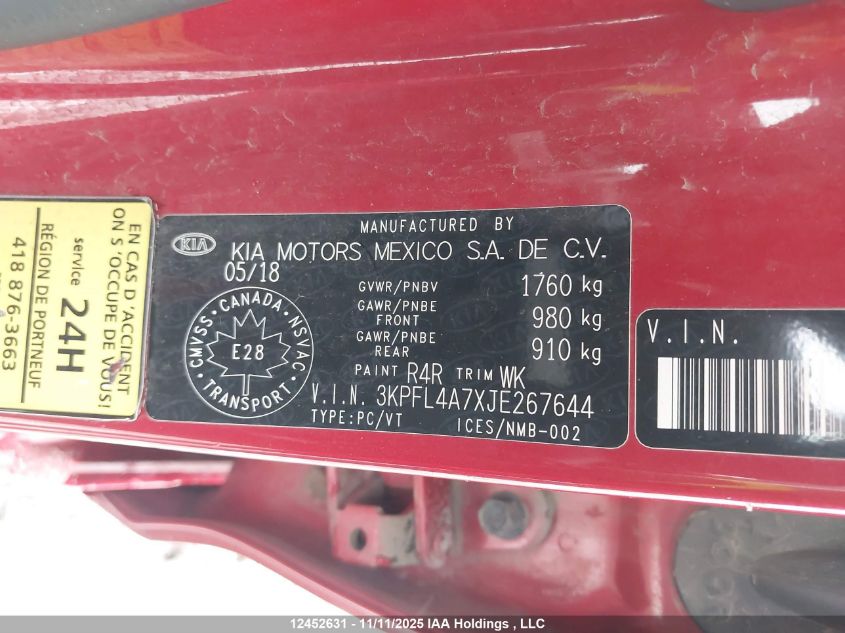 EN CAS D'ACCIDENT
ON S'OCCUPE DE VOUS!
service 24H
RÉGION DE PORTNEUF
418 876-3663
MANUFACTURED BY
KIA KIA MOTORS MEXICO S.A. DE C.V.
05/18
GVWR/PNBV 1760 kg
GAWR/PNBE FRONT 980 kg
GAWR/PNBE REAR 910 kg
PAINT R4R TRIM WK
V.I.N. 3KPFL4A7XJE267644
TYPE:PC/VT ICES/NMB-002
CANADA
CMVSS NSVAC
E28
TRANSPORT
V.I.N.
12452631 - 11/11/2025 IAA Holdings , LLC